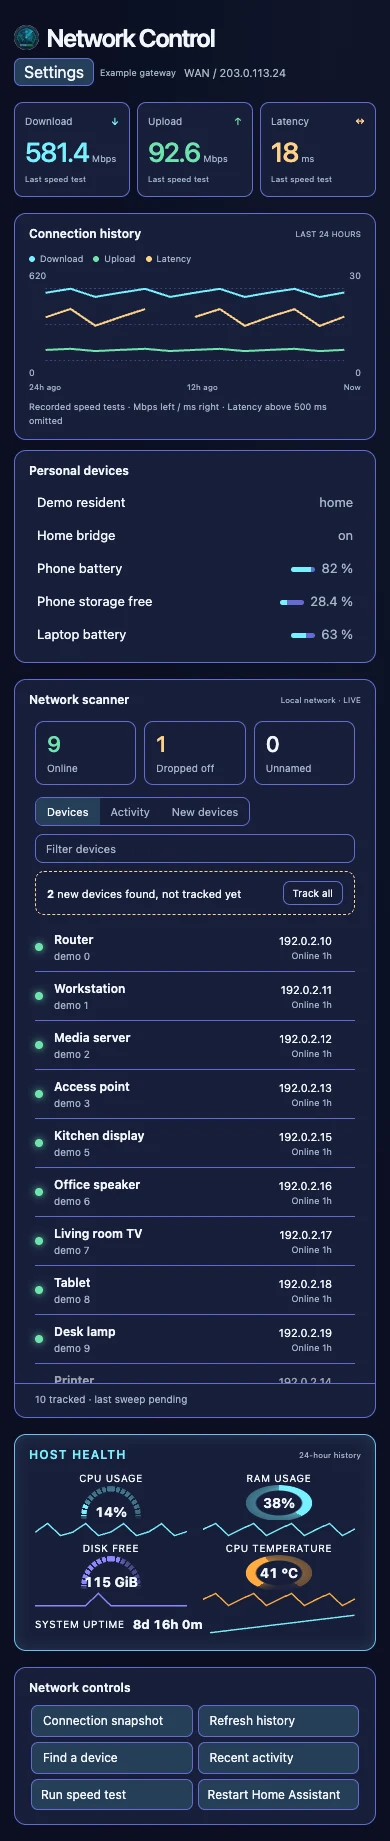 Network Control
Settings Example gateway WAN / 203.0.113.24
Download ↓
581.4 Mbps
Last speed test
Upload ↑
92.6 Mbps
Last speed test
Latency ↔
18 ms
Last speed test
Connection history LAST 24 HOURS
Download Upload Latency
620 30
0 0
24h ago 12h ago Now
Recorded speed tests · Mbps left / ms right · Latency above 500 ms
omitted
Personal devices
Demo resident home
Home bridge on
Phone battery 82 %
Phone storage free 28.4 %
Laptop battery 63 %
Network scanner Local network · LIVE
9
Online
1
Dropped off
0
Unnamed
Devices Activity New devices
Filter devices
2 new devices found, not tracked yet Track all
Router 192.0.2.10
demo 0 Online 1h
Workstation 192.0.2.11
demo 1 Online 1h
Media server 192.0.2.12
demo 2 Online 1h
Access point 192.0.2.13
demo 3 Online 1h
Kitchen display 192.0.2.15
demo 5 Online 1h
Office speaker 192.0.2.16
demo 6 Online 1h
Living room TV 192.0.2.17
demo 7 Online 1h
Tablet 192.0.2.18
demo 8 Online 1h
Desk lamp 192.0.2.19
demo 9 Online 1h
Printer 192.0.2.14
10 tracked · last sweep pending
HOST HEALTH 24-hour history
CPU USAGE RAM USAGE
14% 38%
DISK FREE CPU TEMPERATURE
115 GiB 41 °C
SYSTEM UPTIME 8d 16h 0m
Network controls
Connection snapshot Refresh history
Find a device Recent activity
Run speed test Restart Home Assistant